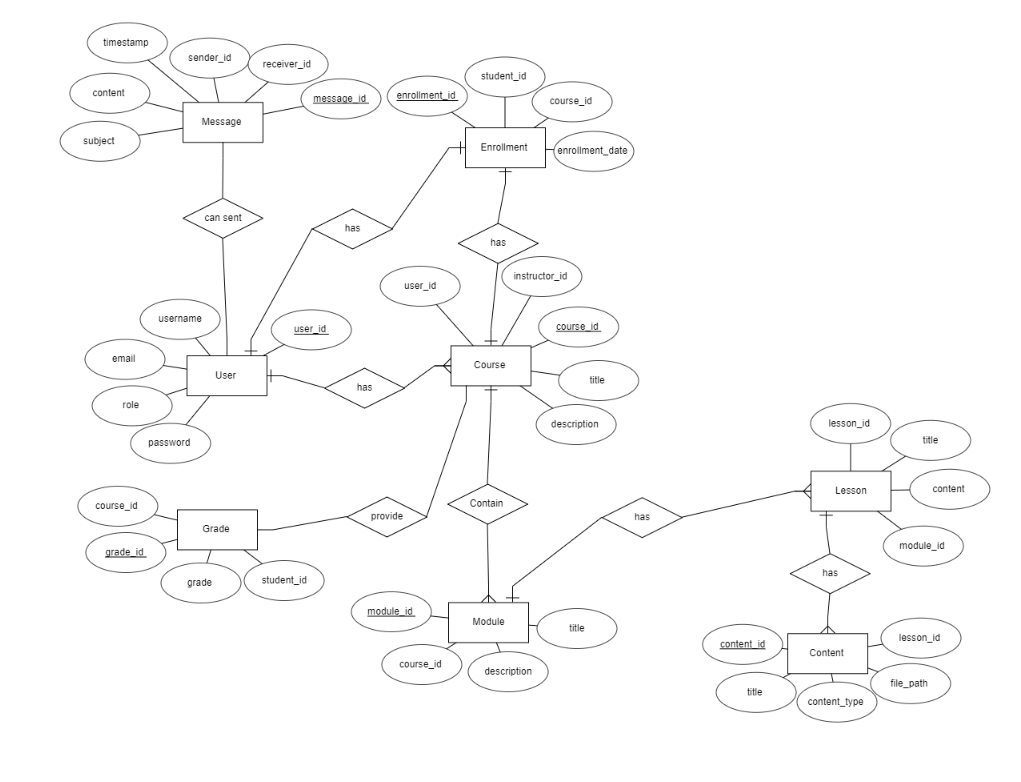 timestamp
sender_id
receiver_id
content
message_id
subject
Message
enrollment_id
student_id
course_id
enrollment_date
Enrollment
can sent
has
has
username
user_id
email
role
password
User
has
user_id
instructor_id
course_id
title
description
Course
course_id
grade_id
grade
student_id
Grade
provide
Contain
has
lesson_id
title
content
module_id
Lesson
has
module_id
course_id
description
title
Module
content_id
title
content_type
file_path
lesson_id
Content